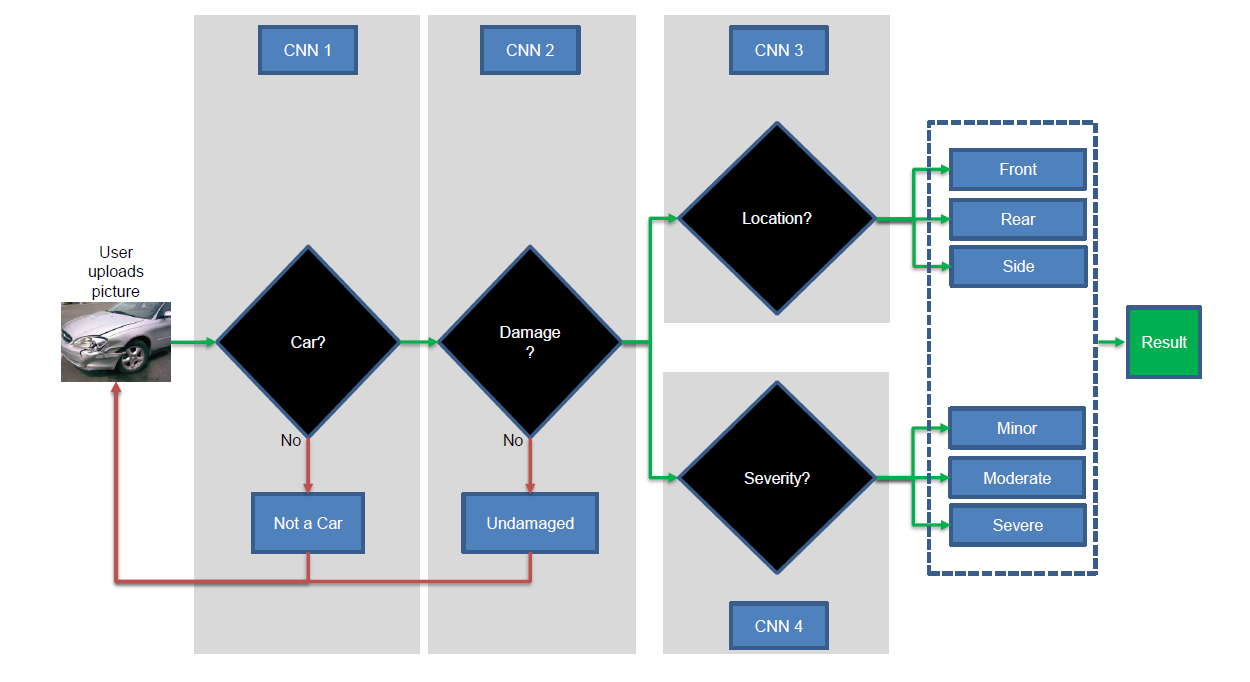 CNN 1
CNN 2
CNN 3
User
uploads
picture
Car?
No
Not a Car
Damage
?
No
Undamaged
Location?
Severity?
CNN 4
Front
Rear
Side
Minor
Moderate
Severe
Result